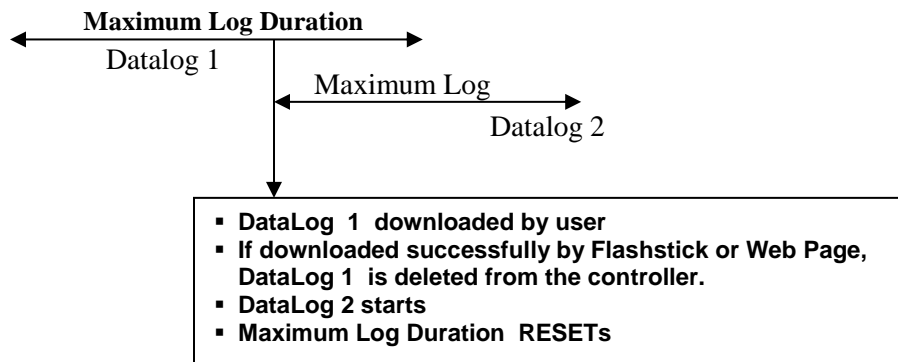 Maximum Log Duration
Datalog 1
Maximum Log
Datalog 2
▪ DataLog 1 downloaded by user
▪ If downloaded successfully by Flashstick or Web Page,
DataLog 1 is deleted from the controller.
▪ DataLog 2 starts
▪ Maximum Log Duration RESETs